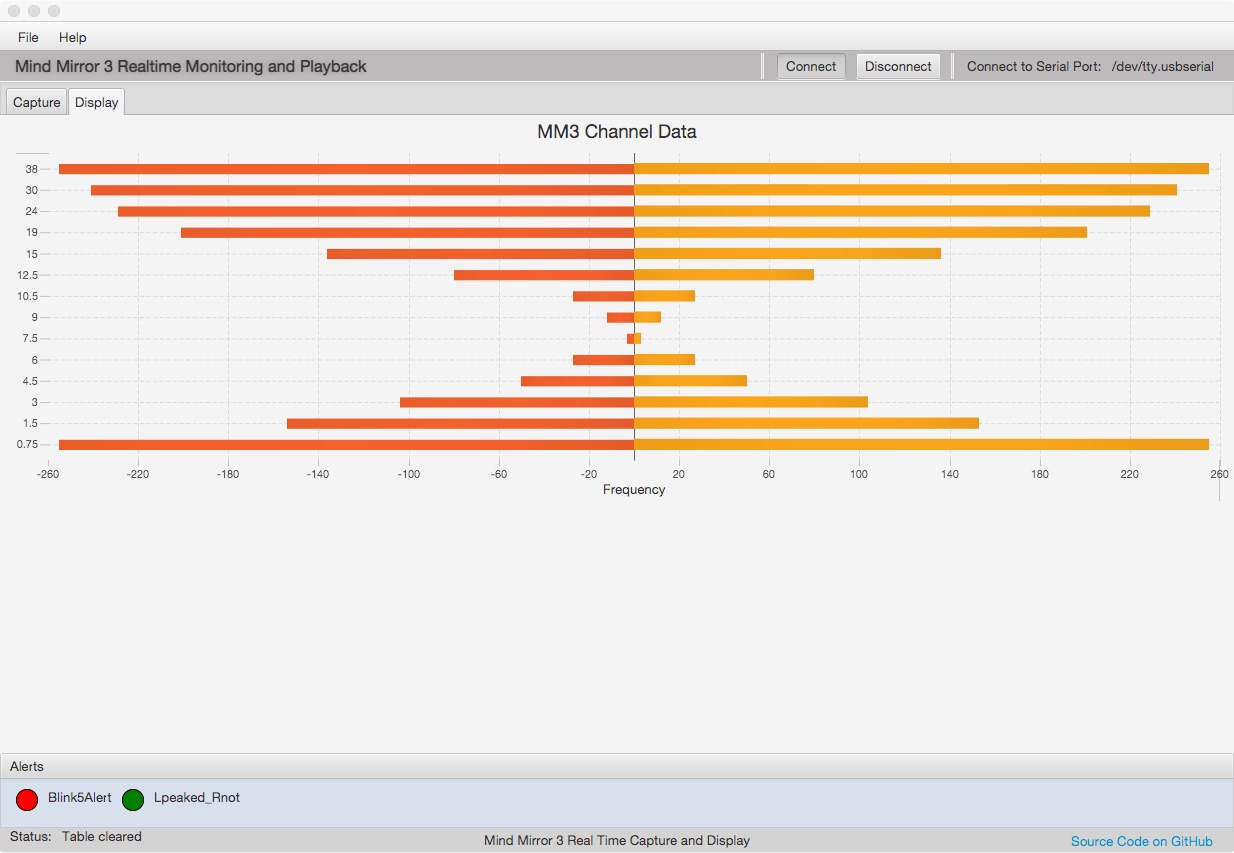 File Help
Mind Mirror 3 Realtime Monitoring and Playback Connect Disconnect Connect to Serial Port: /dev/tty.usbserial
Capture Display
MM3 Channel Data
38
30
24
19
15
12.5
10.5
9
7.5
6
4.5
3
1.5
0.75
-260 -220 -180 -140 -100 -60 -20 20 60 100 140 180 220 260
Frequency
Alerts
Blink5Alert Lpeaked_Rnot
Status: Table cleared Mind Mirror 3 Real Time Capture and Display Source Code on GitHub